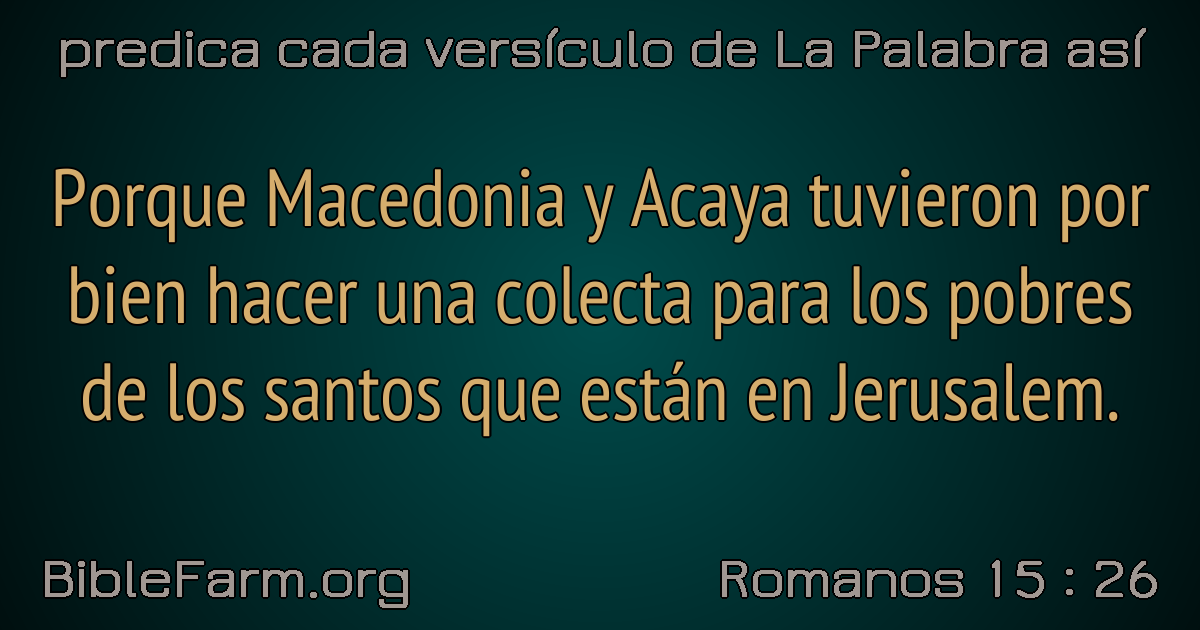 predica cada versículo de La Palabra así
Porque Macedonia y Acaya tuvieron por
bien hacer una colecta para los pobres
de los santos que están en Jerusalem.
BibleFarm.org
Romanos 15 : 26